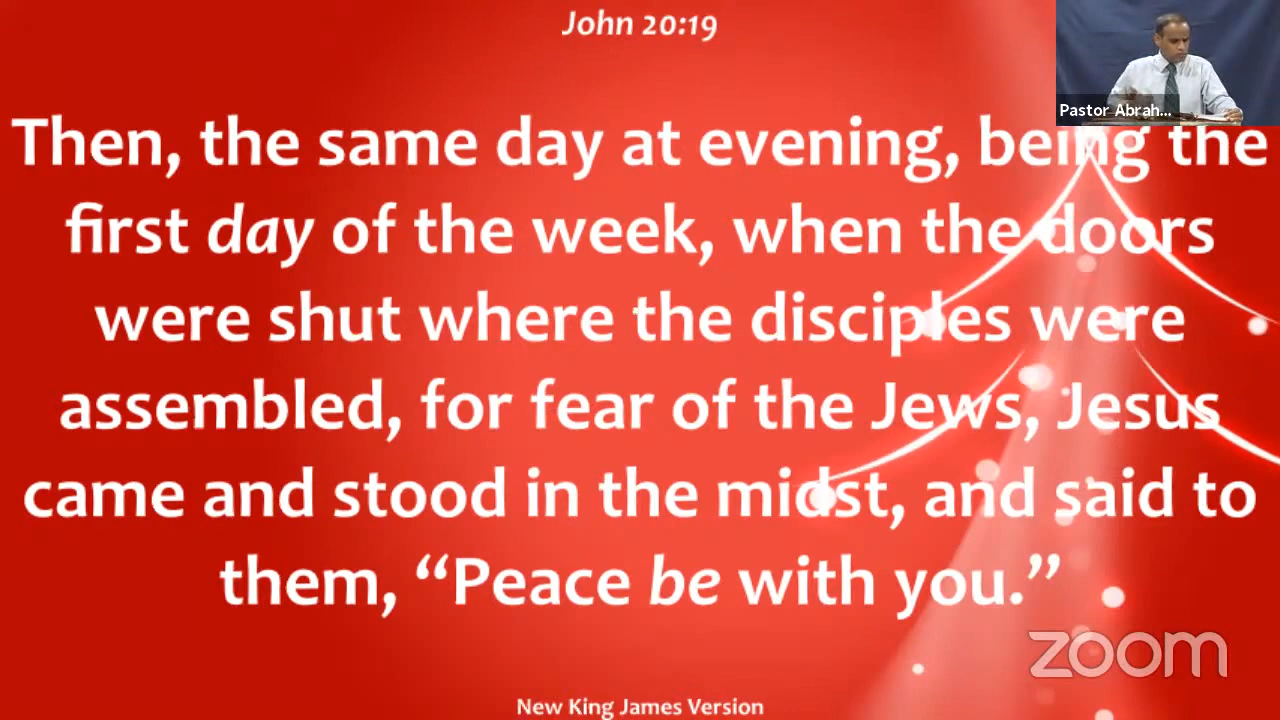 John 20:19
Pastor Abrah...
Then, the same day at evening, being the
first day of the week, when the doors
were shut where the disciples were
assembled, for fear of the Jews, Jesus
came and stood in the midst, and said to
them, “Peace be with you.”
zoom
New King James Version